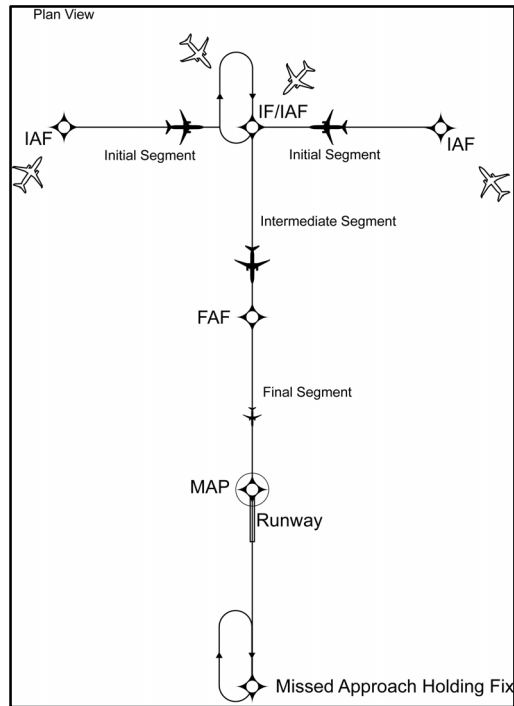 Plan View
IF/IAF
IAF
IAF
Initial Segment
Initial Segment
Intermediate Segment
FAF
Final Segment
MAP
Runway
Missed Approach Holding Fix